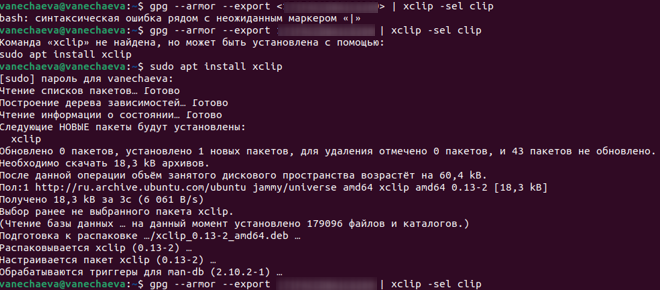 vanechaeva@vanechaeva:~$ gpg --armor --export < > | xclip -sel clip
bash: синтаксическая ошибка рядом с неожиданным маркером «|»
vanechaeva@vanechaeva:~$ gpg --armor --export | xclip -sel clip
Команда «xclip» не найдена, но может быть установлена с помощью:
sudo apt install xclip
vanechaeva@vanechaeva:~$ sudo apt install xclip
[sudo] пароль для vanechaeva:
Чтение списков пакетов… Готово
Построение дерева зависимостей… Готово
Чтение информации о состоянии… Готово
Следующие НОВЫЕ пакеты будут установлены:
xclip
Обновлено 0 пакетов, установлено 1 новых пакетов, для удаления отмечено 0 пакетов, и 43 пакетов не обновлено.
Необходимо скачать 18,3 kB архивов.
После данной операции объём занятого дискового пространства возрастёт на 60,4 kB.
Пол:1 http://ru.archive.ubuntu.com/ubuntu jammy/universe amd64 xclip amd64 0.13-2 [18,3 kB]
Получено 18,3 kB за 3с (6 061 B/s)
Выбор ранее не выбранного пакета xclip.
(Чтение базы данных … на данный момент установлено 179096 файлов и каталогов.)
Подготовка к распаковке …/xclip_0.13-2_amd64.deb …
Распаковывается xclip (0.13-2) …
Настраивается пакет xclip (0.13-2) …
Обрабатываются триггеры для man-db (2.10.2-1) …
vanechaeva@vanechaeva:~$ gpg --armor --export | xclip -sel clip